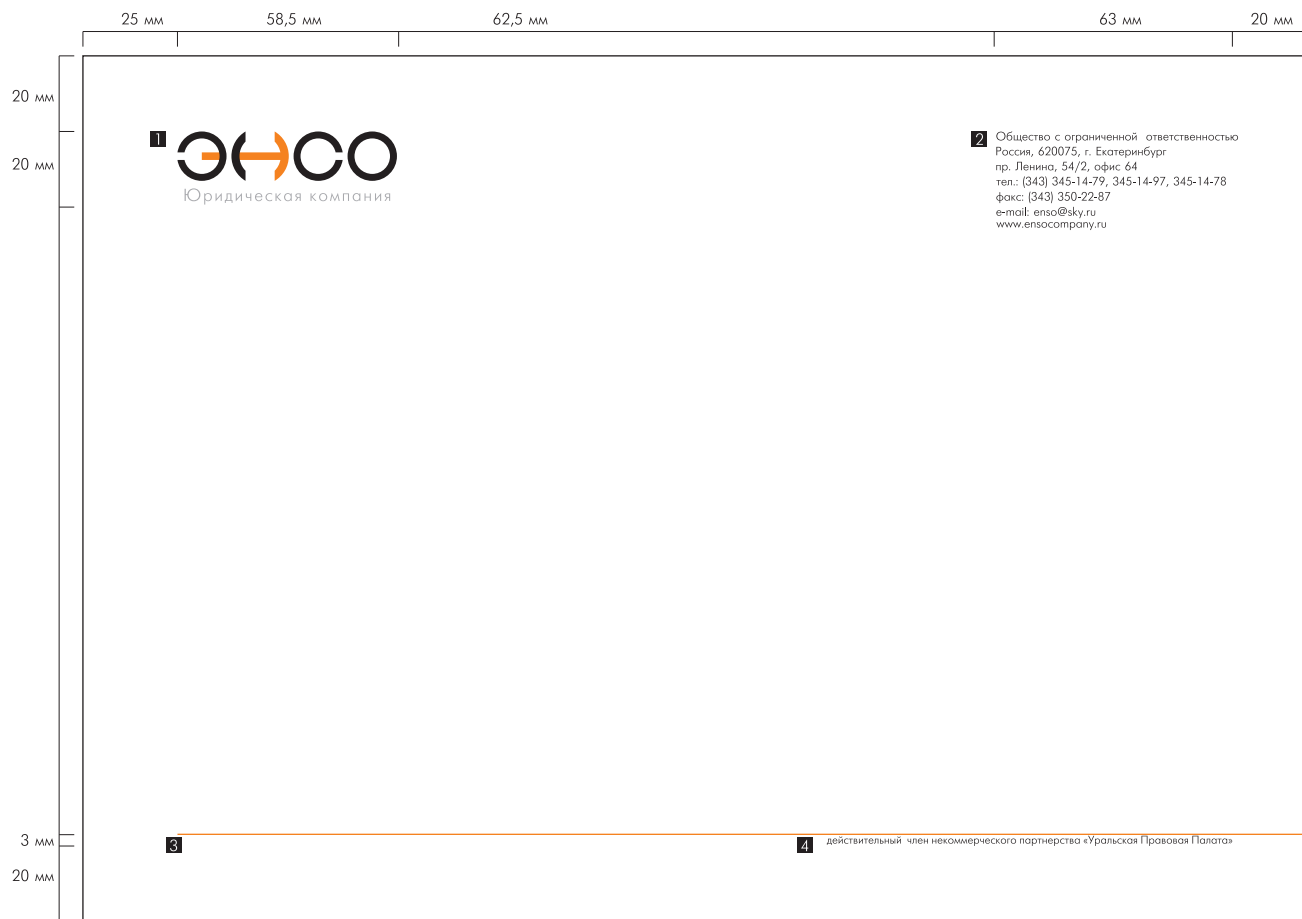 25 мм 58,5 мм 62,5 мм 63 мм 20 мм
20 мм
20 мм
1
ЭНСО
Юридическая компания
2
Общество с ограниченной ответственностью
Россия, 620075, г. Екатеринбург
пр. Ленина, 54/2, офис 64
тел.: (343) 345-14-79, 345-14-97, 345-14-78
факс: (343) 350-22-87
e-mail: enso@sky.ru
www.ensocompany.ru
3 мм
3
4
действительный член некоммерческого партнерства «Уральская Правовая Палата»
20 мм